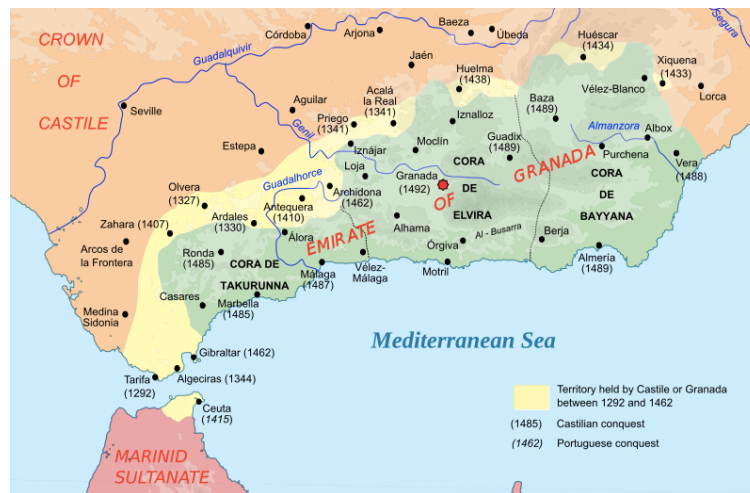 CROWN
OF
CASTILE
Córdoba
Arjona
Baeza
Úbeda
Segura
Guadalquivir
Jaén
Huéscar
(1434)
Xiquena
(1433)
Huelma
(1438)
Acalá
la Real
(1341)
Vélez-Blanco
Lorca
Seville
Aguilar
Priego
(1341)
Iznalloz
Baza
(1489)
Genil
Almanzora
Albox
Estepa
Iznájar
Moclín
Guadix
(1489)
Purchena
Vera
(1488)
Loja
Granada
(1492)
CORA
DE
ELVIRA
GRANADA
CORA
DE
BAYYANA
Guadalhorce
Archidona
(1462)
Olvera
(1327)
Antequera
(1410)
OF
Zahara (1407)
Ardales
(1330)
Álora
EMIRATE
Alhama
Órgiva
Al - Busarra
Berja
Arcos de
la Frontera
Ronda
(1485)
CORA DE
TAKURUNNA
Málaga
(1487)
Vélez-
Málaga
Motril
Almería
(1489)
Casares
Marbella
(1485)
Medina
Sidonia
Mediterranean Sea
Gibraltar (1462)
Tarifa
(1292)
Algeciras (1344)
Ceuta
(1415)
MARINID
SULTANATE
Territory held by Castile or Granada
between 1292 and 1462
(1485) Castilian conquest
(1462) Portuguese conquest